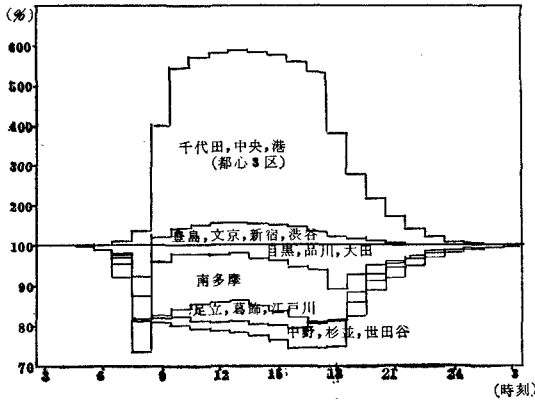 (%)
600
500
400
千代田,中央,港
300
(都心3区)
200
豊島,文京,新宿,渋谷
100
目黒,品川,大田
90
南多摩
足立,葛飾,江戸川
80
中野,杉並,世田谷
70
3 6 9 12 15 18 21 24 3
(時刻)